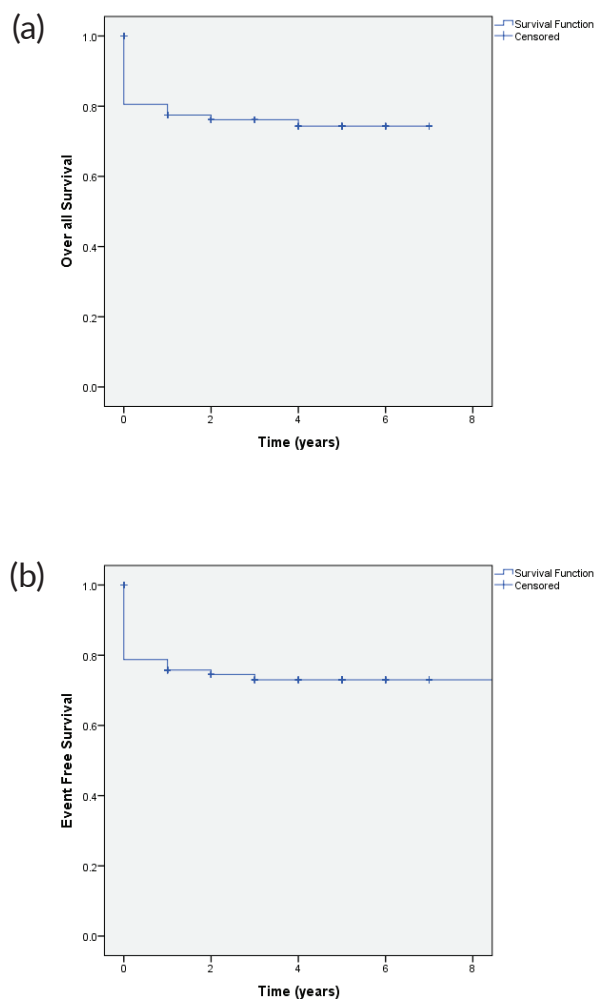 (a)
Survival Function
Censored
Over all Survival
1.0
0.8
0.6
0.4
0.2
0.0
0 2 4 6 8
Time (years)
(b)
Survival Function
Censored
Event Free Survival
1.0
0.8
0.6
0.4
0.2
0.0
0 2 4 6 8
Time (years)